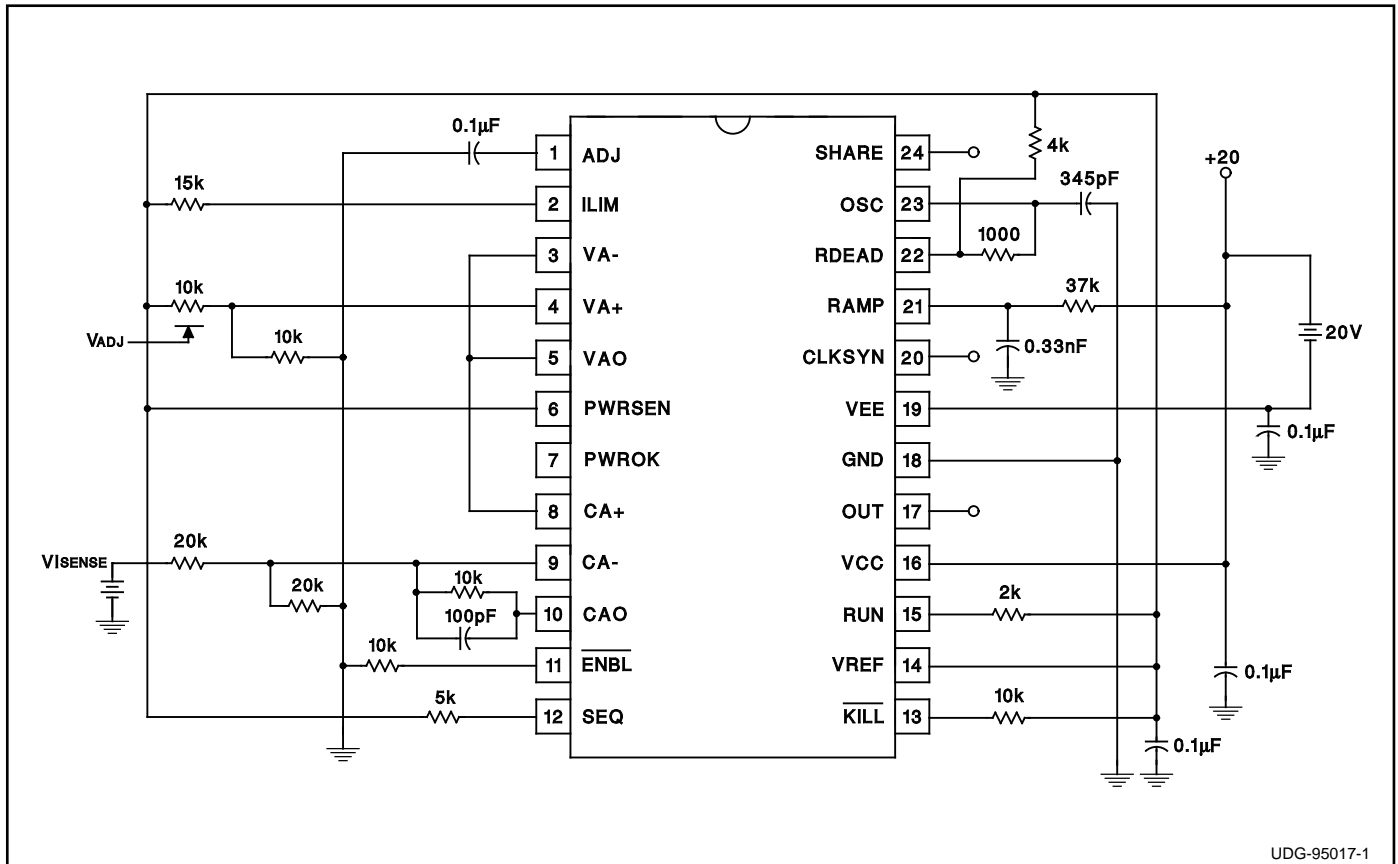 0.1µF
1 ADJ
15k
2 ILIM
3 VA-
10k
4 VA+
VADJ
10k
5 VAO
6 PWRSEN
7 PWROK
8 CA+
VISENSE
20k
9 CA-
20k
10k
100pF
10 CAO
10k
11 ENBL
5k
12 SEQ
SHARE 24
4k
+20
345pF
OSC 23
1000
RDEAD 22
37k
RAMP 21
20V
0.33nF
CLKSYN 20
VEE 19
0.1µF
GND 18
OUT 17
VCC 16
2k
RUN 15
VREF 14
0.1µF
10k
KILL 13
0.1µF
UDG-95017-1